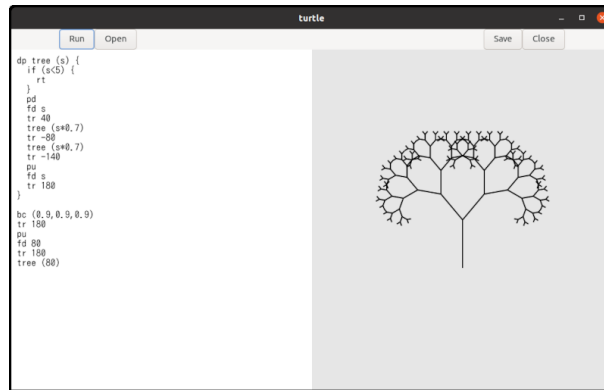 turtle
Run Open Save Close
dp tree (s) {
  if (s<5) {
    rt
  }
  pd
  fd s
  tr 40
  tree (s*0.7)
  tr -80
  tree (s*0.7)
  tr -140
  pu
  fd s
  tr 180
}

bc (0.9,0.9,0.9)
tr 180
pu
fd 80
tr 180
tree (80)